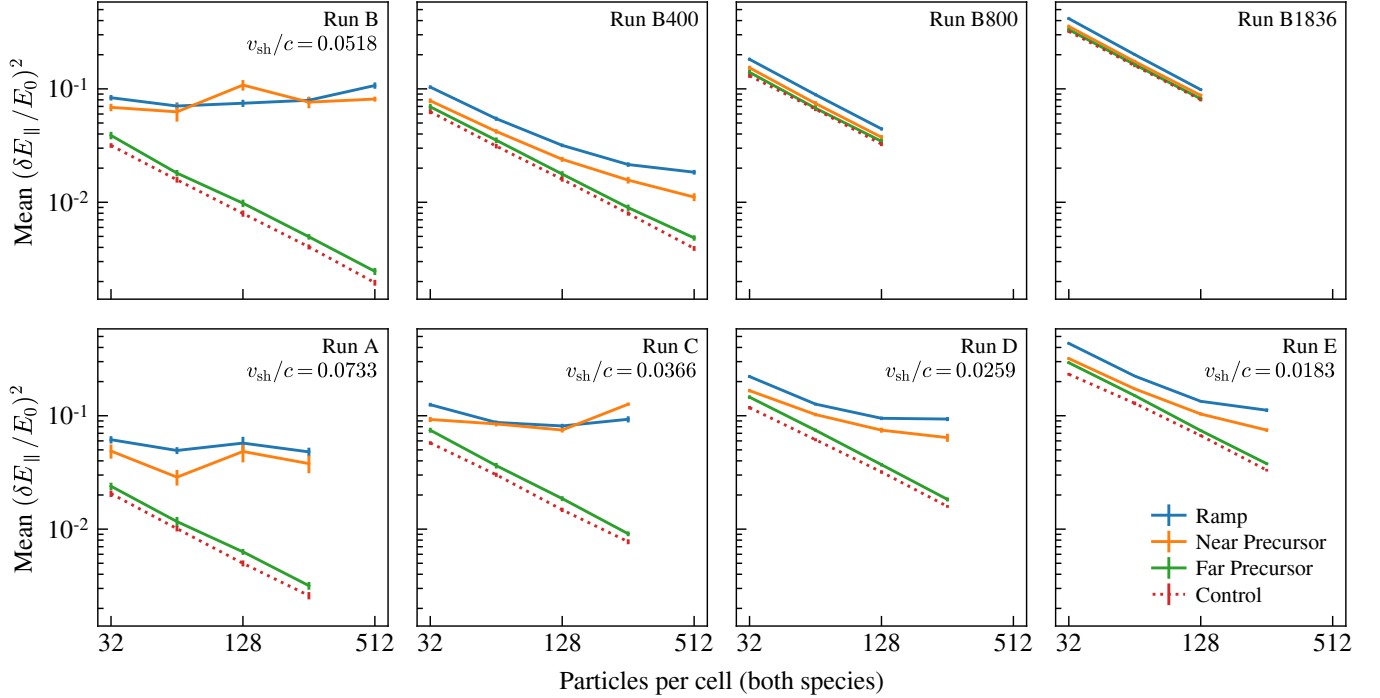 Run B
v_sh/c = 0.0518
Run B400
Run B800
Run B1836
Mean (δE_∥/E_0)^2
10^-1
10^-2
Run A
v_sh/c = 0.0733
Run C
v_sh/c = 0.0366
Run D
v_sh/c = 0.0259
Run E
v_sh/c = 0.0183
Mean (δE_∥/E_0)^2
10^-1
10^-2
Ramp
Near Precursor
Far Precursor
Control
32 128 512 32 128 512 32 128 512 32 128 512
Particles per cell (both species)